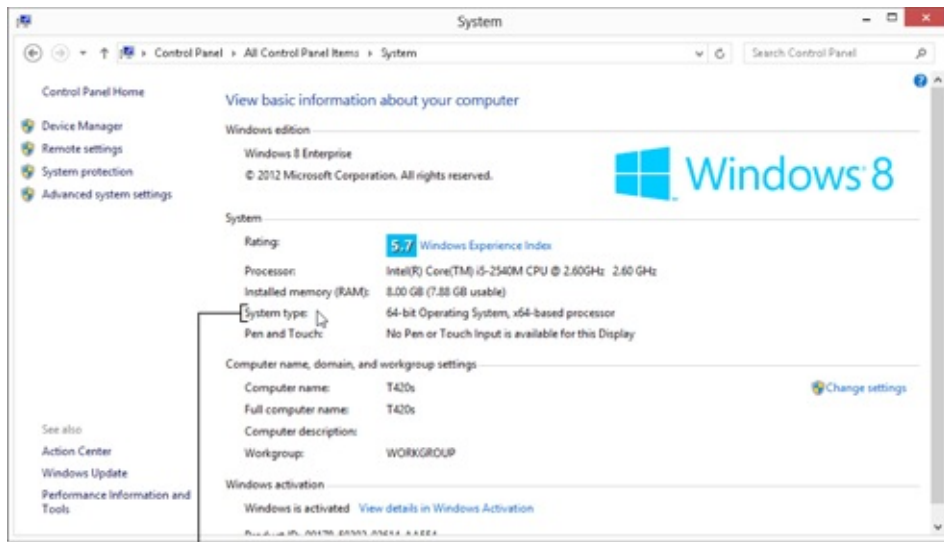 System
Control Panel ▸ All Control Panel Items ▸ System
Search Control Panel
Control Panel Home
Device Manager
Remote settings
System protection
Advanced system settings
See also
Action Center
Windows Update
Performance Information and
Tools
View basic information about your computer
Windows edition
Windows 8 Enterprise
© 2012 Microsoft Corporation. All rights reserved.
Windows 8
System
Rating: 5.7 Windows Experience Index
Processor: Intel(R) Core(TM) i5-2540M CPU @ 2.60GHz 2.60 GHz
Installed memory (RAM): 8.00 GB (7.88 GB usable)
System type: 64-bit Operating System, x64-based processor
Pen and Touch: No Pen or Touch Input is available for this Display
Computer name, domain, and workgroup settings
Computer name: T420s
Change settings
Full computer name: T420s
Computer description:
Workgroup: WORKGROUP
Windows activation
Windows is activated View details in Windows Activation
Product ID: